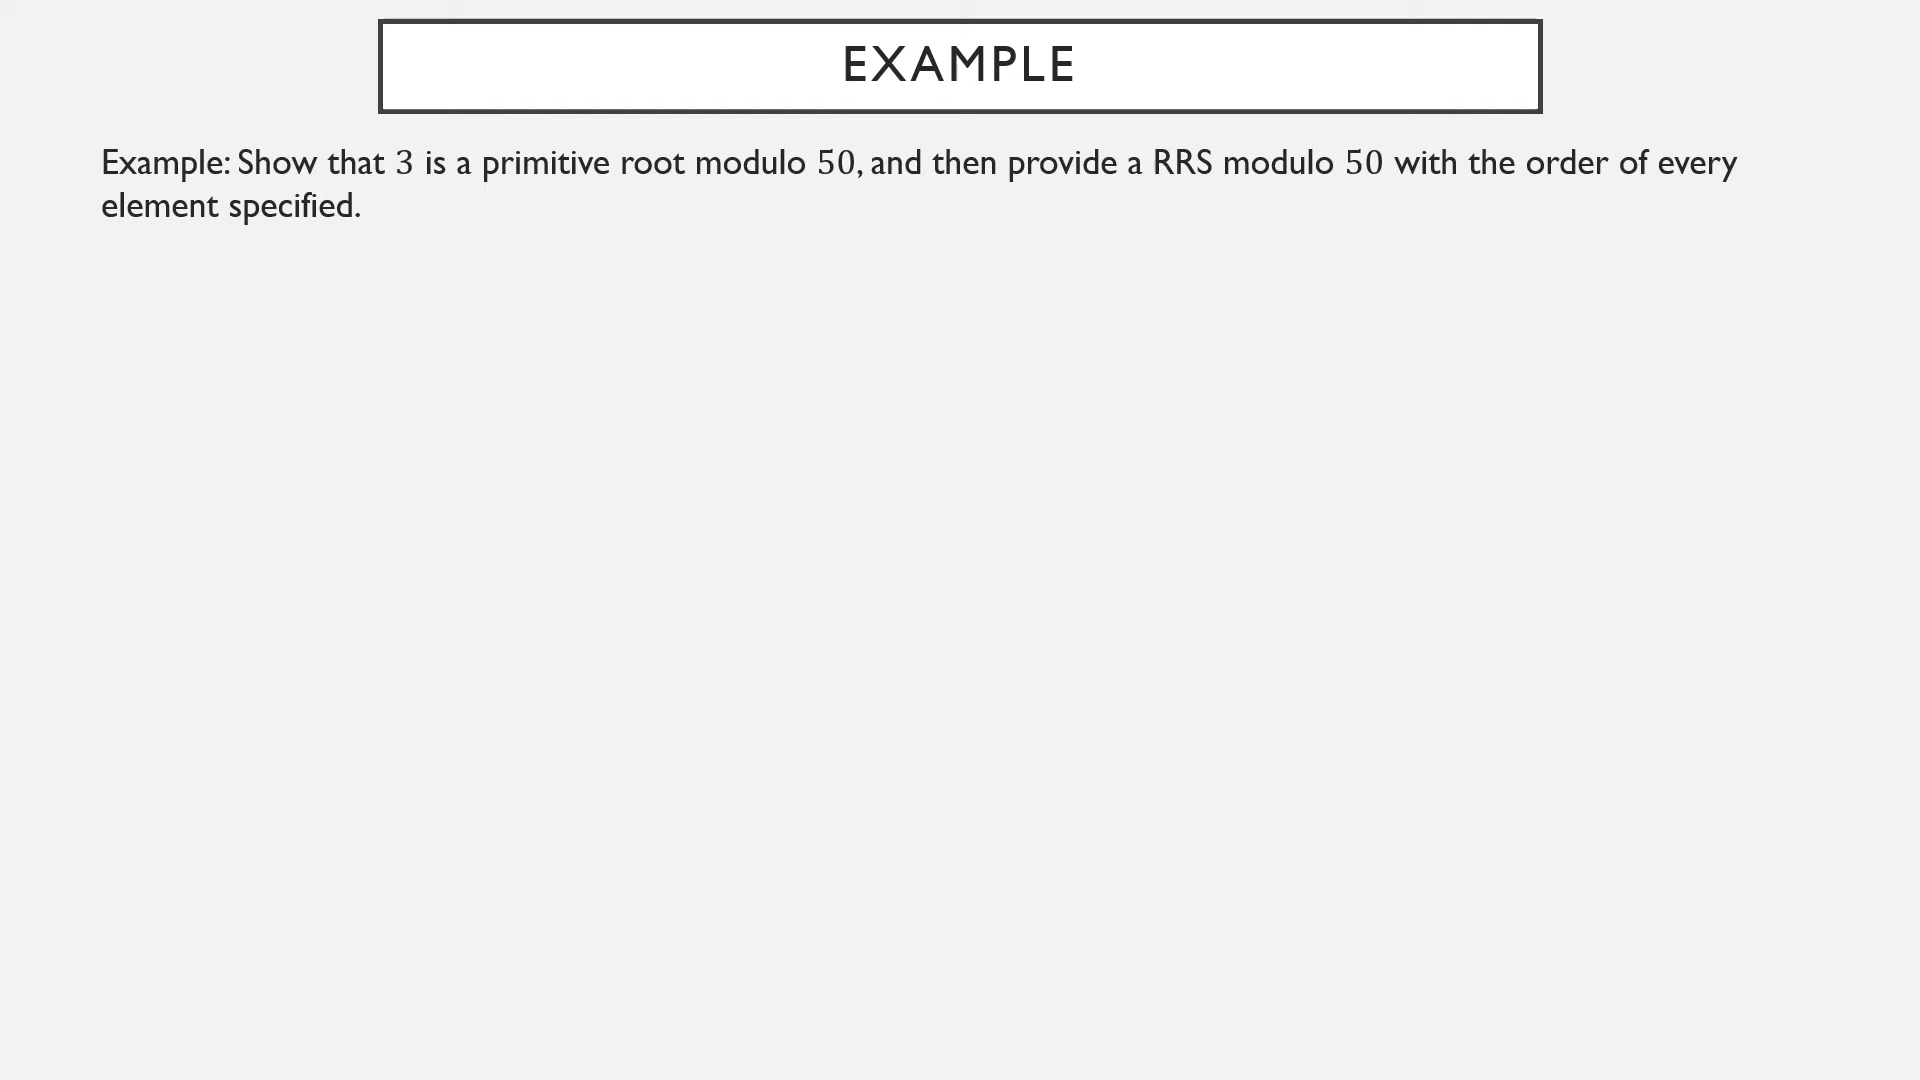 EXAMPLE
Example: Show that 3 is a primitive root modulo 50, and then provide a RRS modulo 50 with the order of every
element specified.